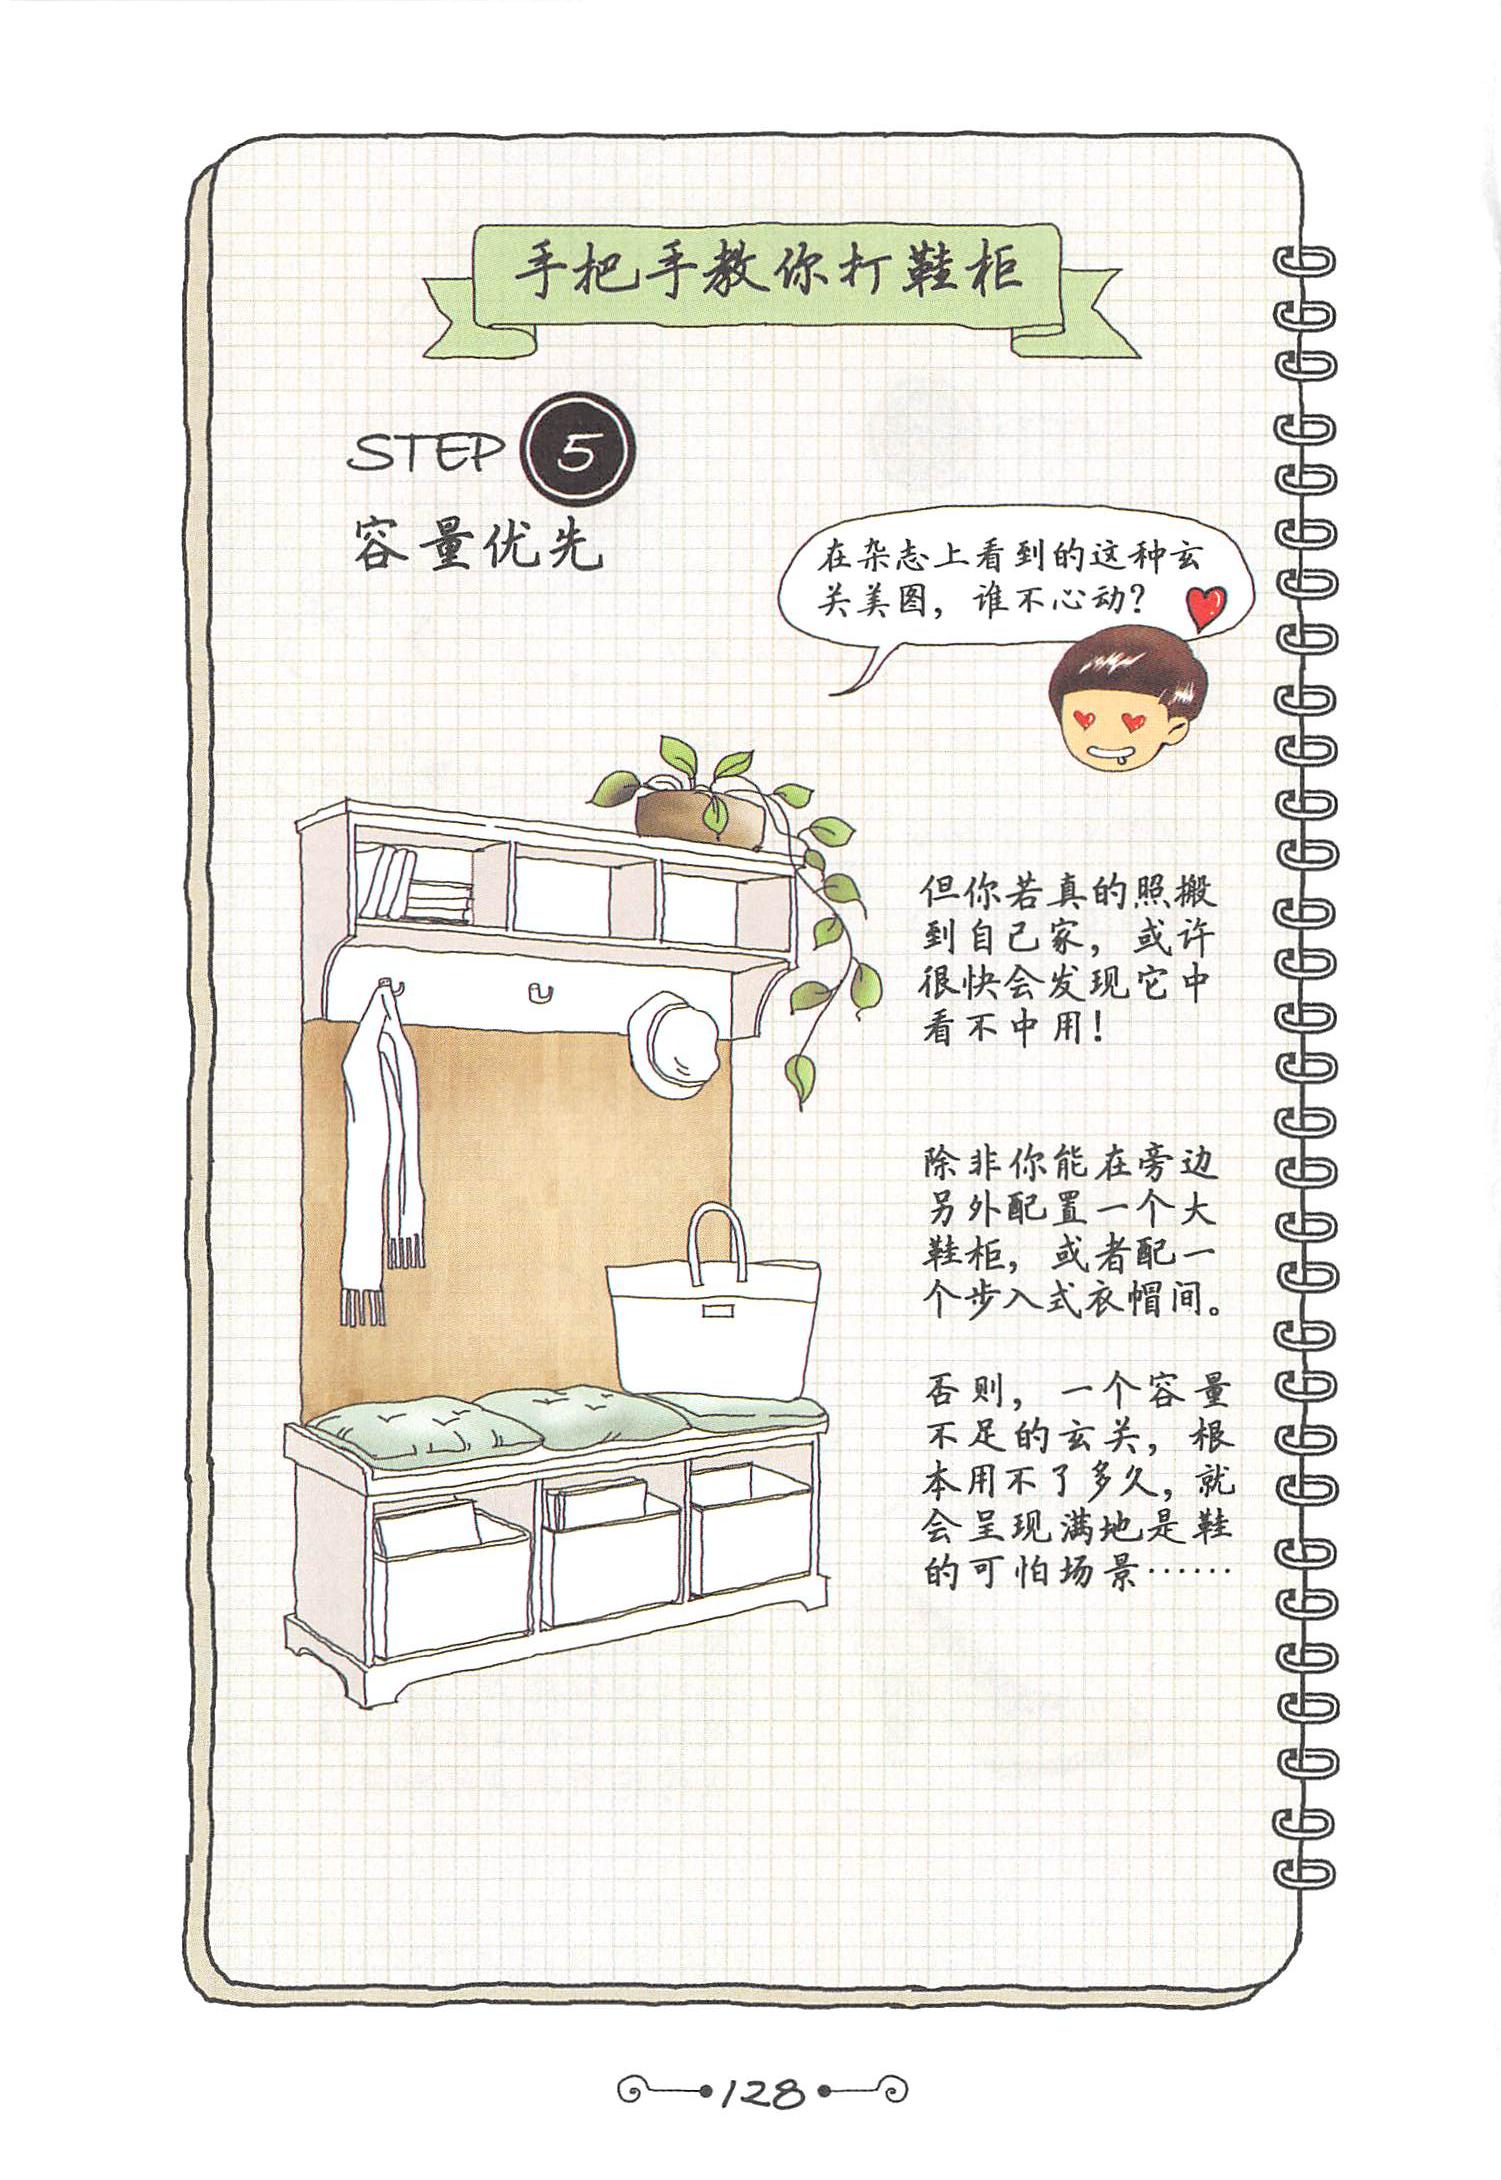 手把手教你打鞋柜
STEP 5
容量优先
在杂志上看到的这种玄
关美图，谁不心动？
但你若真的照搬
到自己家，或许
很快会发现它中
看不中用！
除非你能在旁边
另外配置一个大
鞋柜，或者配一
个步入式衣帽间。
否则，一个容量
不足的玄关，根
本用不了多久，就
会呈现满地是鞋
的可怕场景……
128